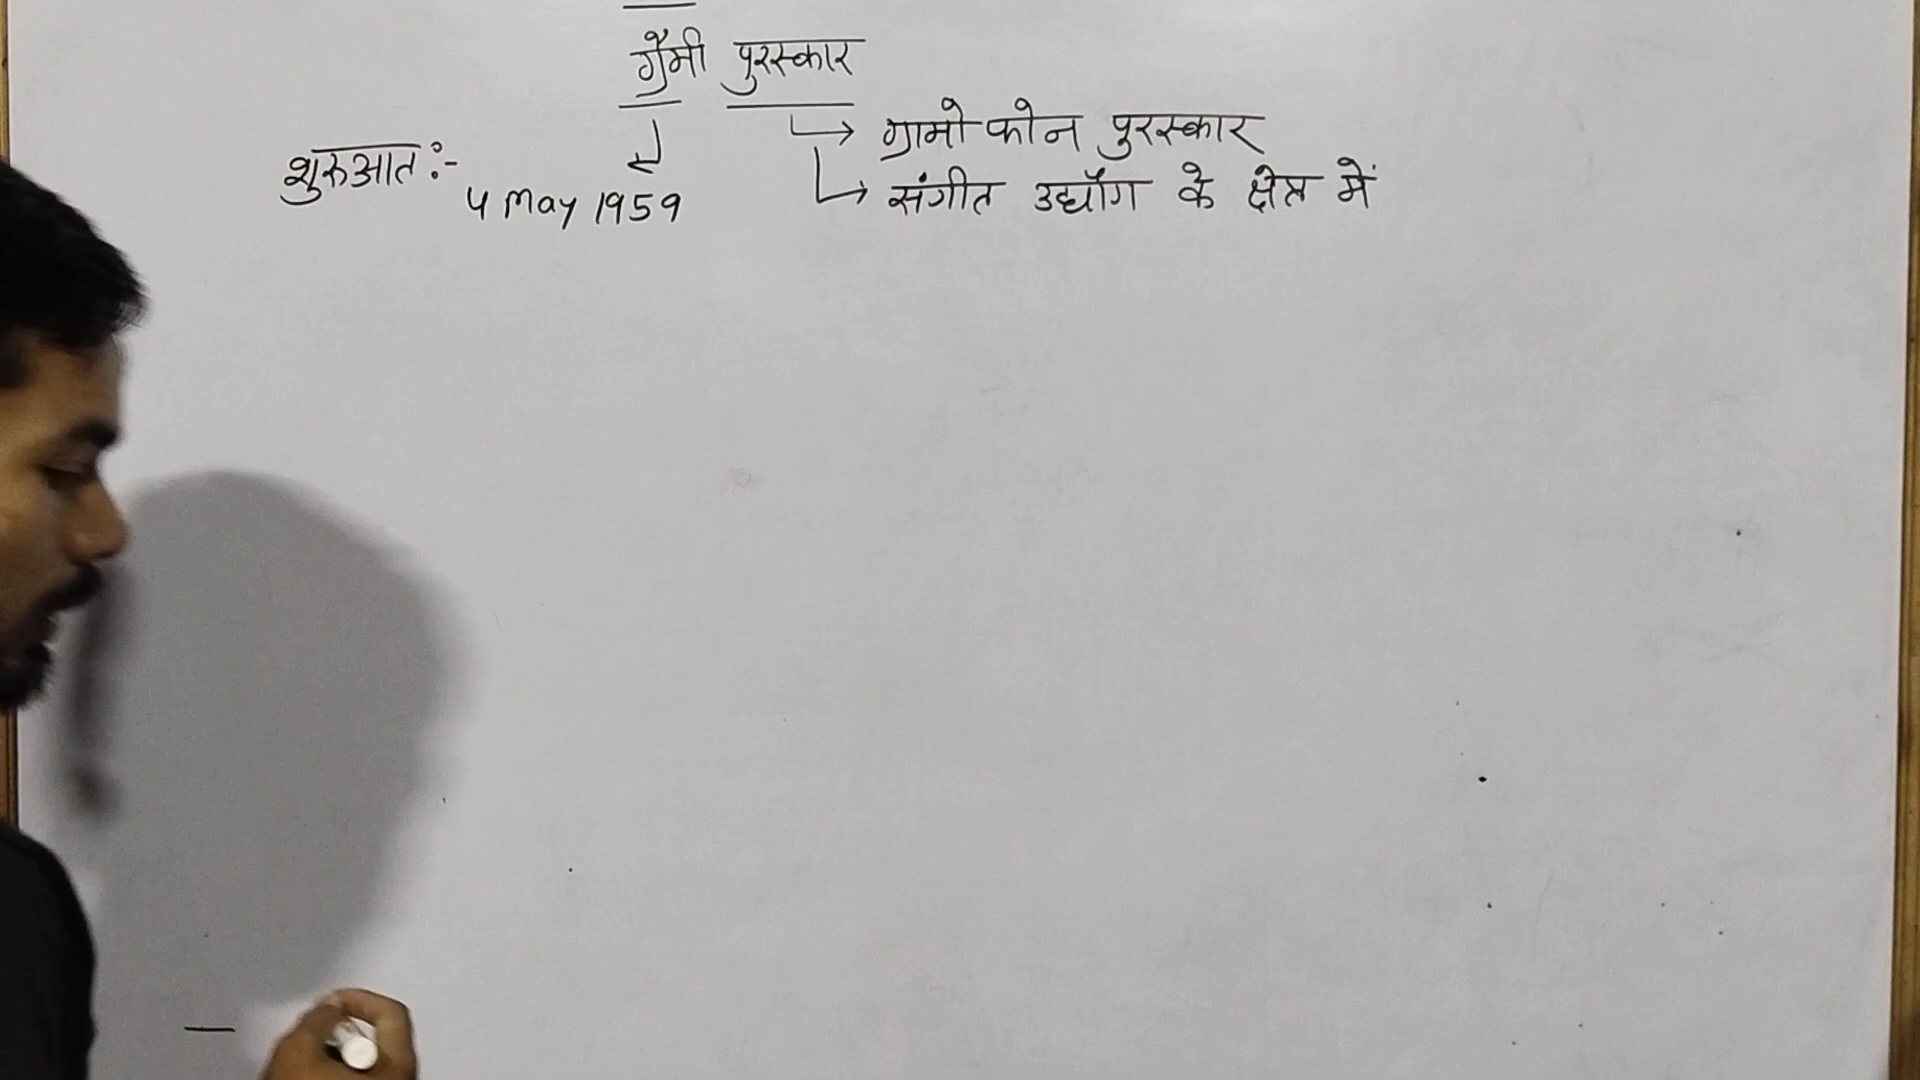 ग्रैमी पुरस्कार
ग्रामोफोन पुरस्कार
शुरुआत :-
4 May 1959
संगीत उद्यौग के क्षेत्र में